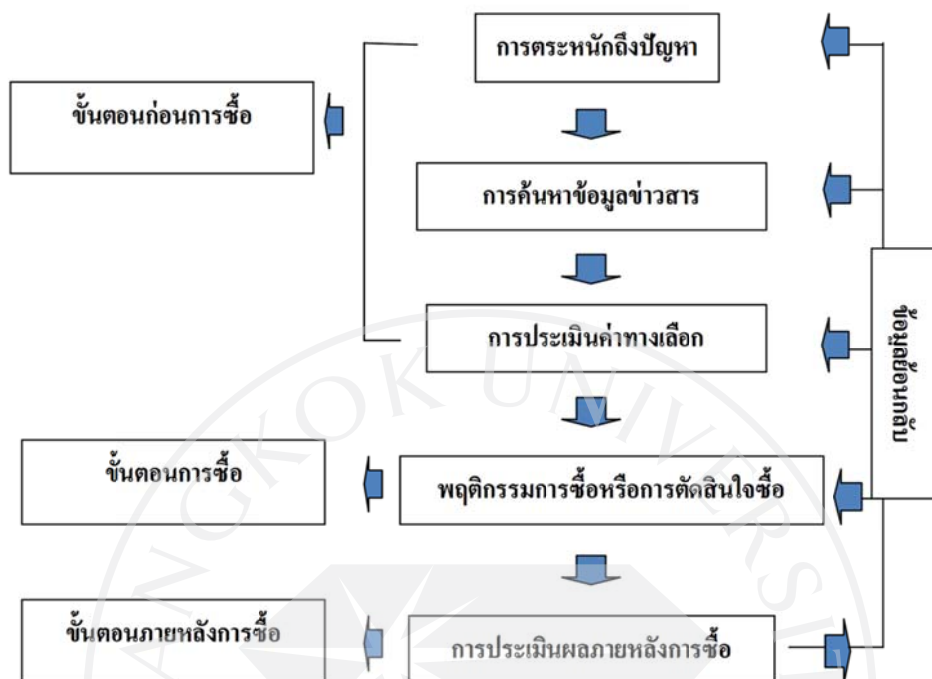 การตระหนักถึงปัญหา
ขั้นตอนก่อนการซื้อ
การค้นหาข้อมูลข่าวสาร
การประเมินค่าทางเลือก
ข้อมูลย้อนกลับ
ขั้นตอนการซื้อ
พฤติกรรมการซื้อหรือการตัดสินใจซื้อ
ขั้นตอนภายหลังการซื้อ
การประเมินผลภายหลังการซื้อ
ANGKOK UNIVERSI